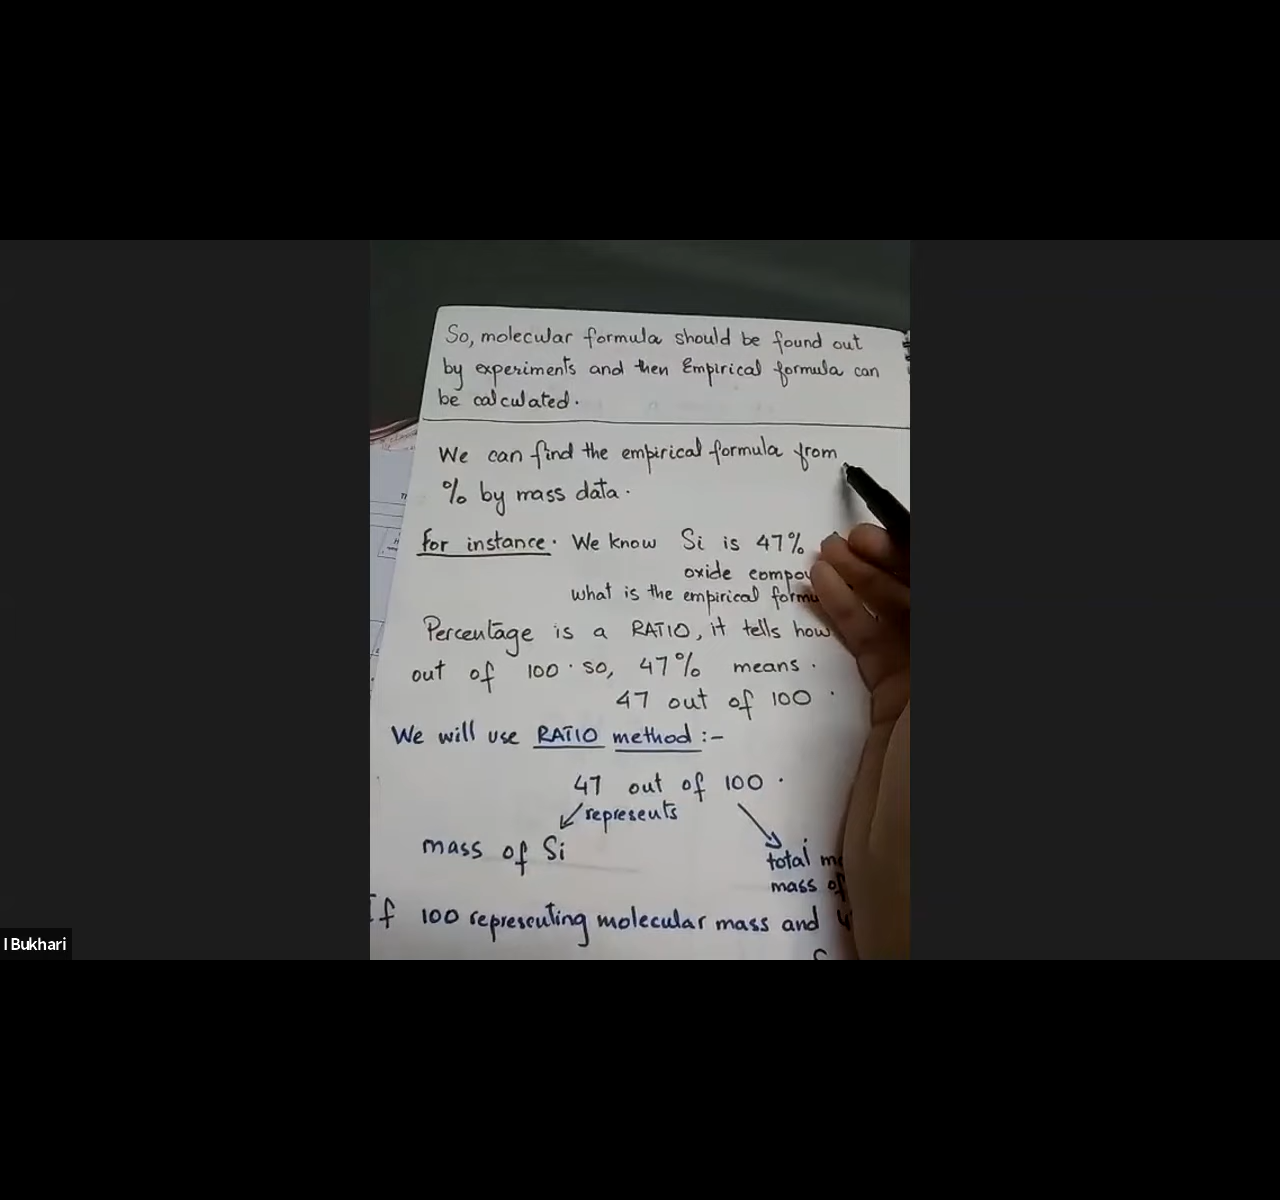 So, molecular formula should be found out
by experiments and then Empirical formula can
be calculated.
We can find the empirical formula from
% by mass data.
For instance. We know Si is 47%
oxide
what is the empirical
Percentage is a RATIO, it tells how
out of 100. so, 47% means.
47 out of 100.
We will use RATIO method:-
47 out of 100.
represents
mass of Si
total
mass of
If 100 representing molecular mass and
I Bukhari